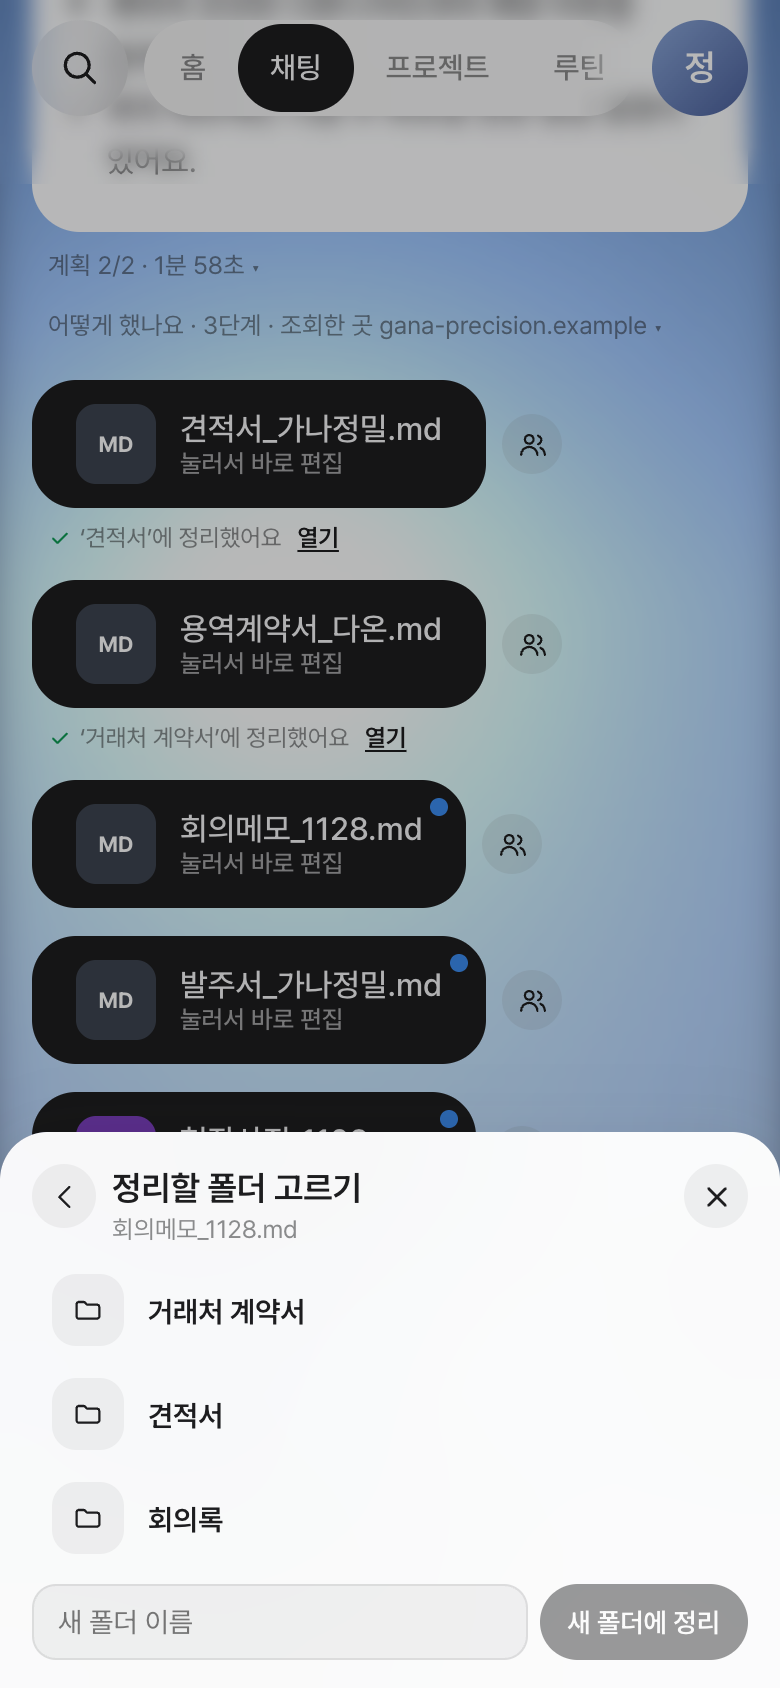 홈 채팅 프로젝트 루틴 정
있어요.
계획 2/2 · 1분 58초
어떻게 했나요 · 3단계 · 조회한 곳 gana-precision.example
MD
견적서_가나정밀.md
눌러서 바로 편집
‘견적서’에 정리했어요 열기
MD
용역계약서_다온.md
눌러서 바로 편집
‘거래처 계약서’에 정리했어요 열기
MD
회의메모_1128.md
눌러서 바로 편집
MD
발주서_가나정밀.md
눌러서 바로 편집
정리할 폴더 고르기
회의메모_1128.md
거래처 계약서
견적서
회의록
새 폴더 이름
새 폴더에 정리